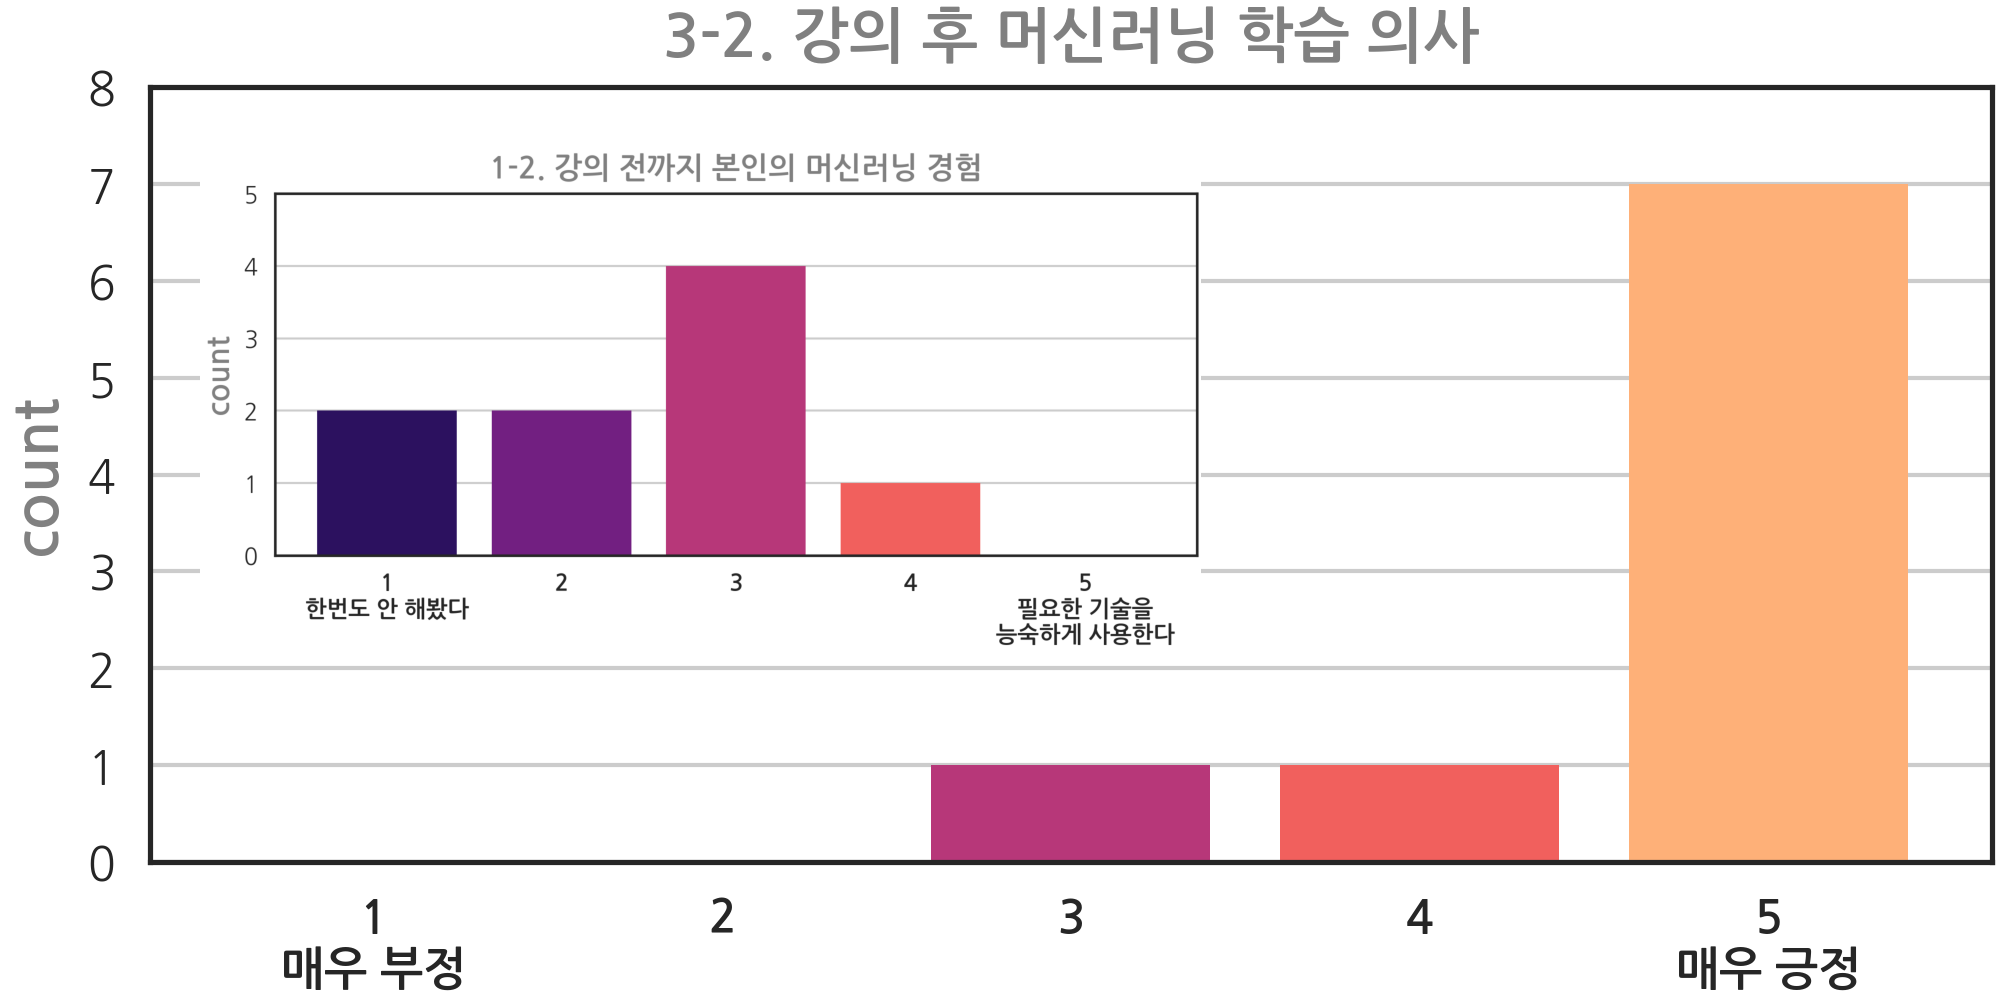 3-2. 강의 후 머신러닝 학습 의사
8
7
6
5
4
3
2
1
0
count
1-2. 강의 전까지 본인의 머신러닝 경험
5
4
3
2
1
0
count
1 2 3 4 5
한번도 안 해봤다 필요한 기술을
능숙하게 사용한다
1 2 3 4 5
매우 부정 매우 긍정